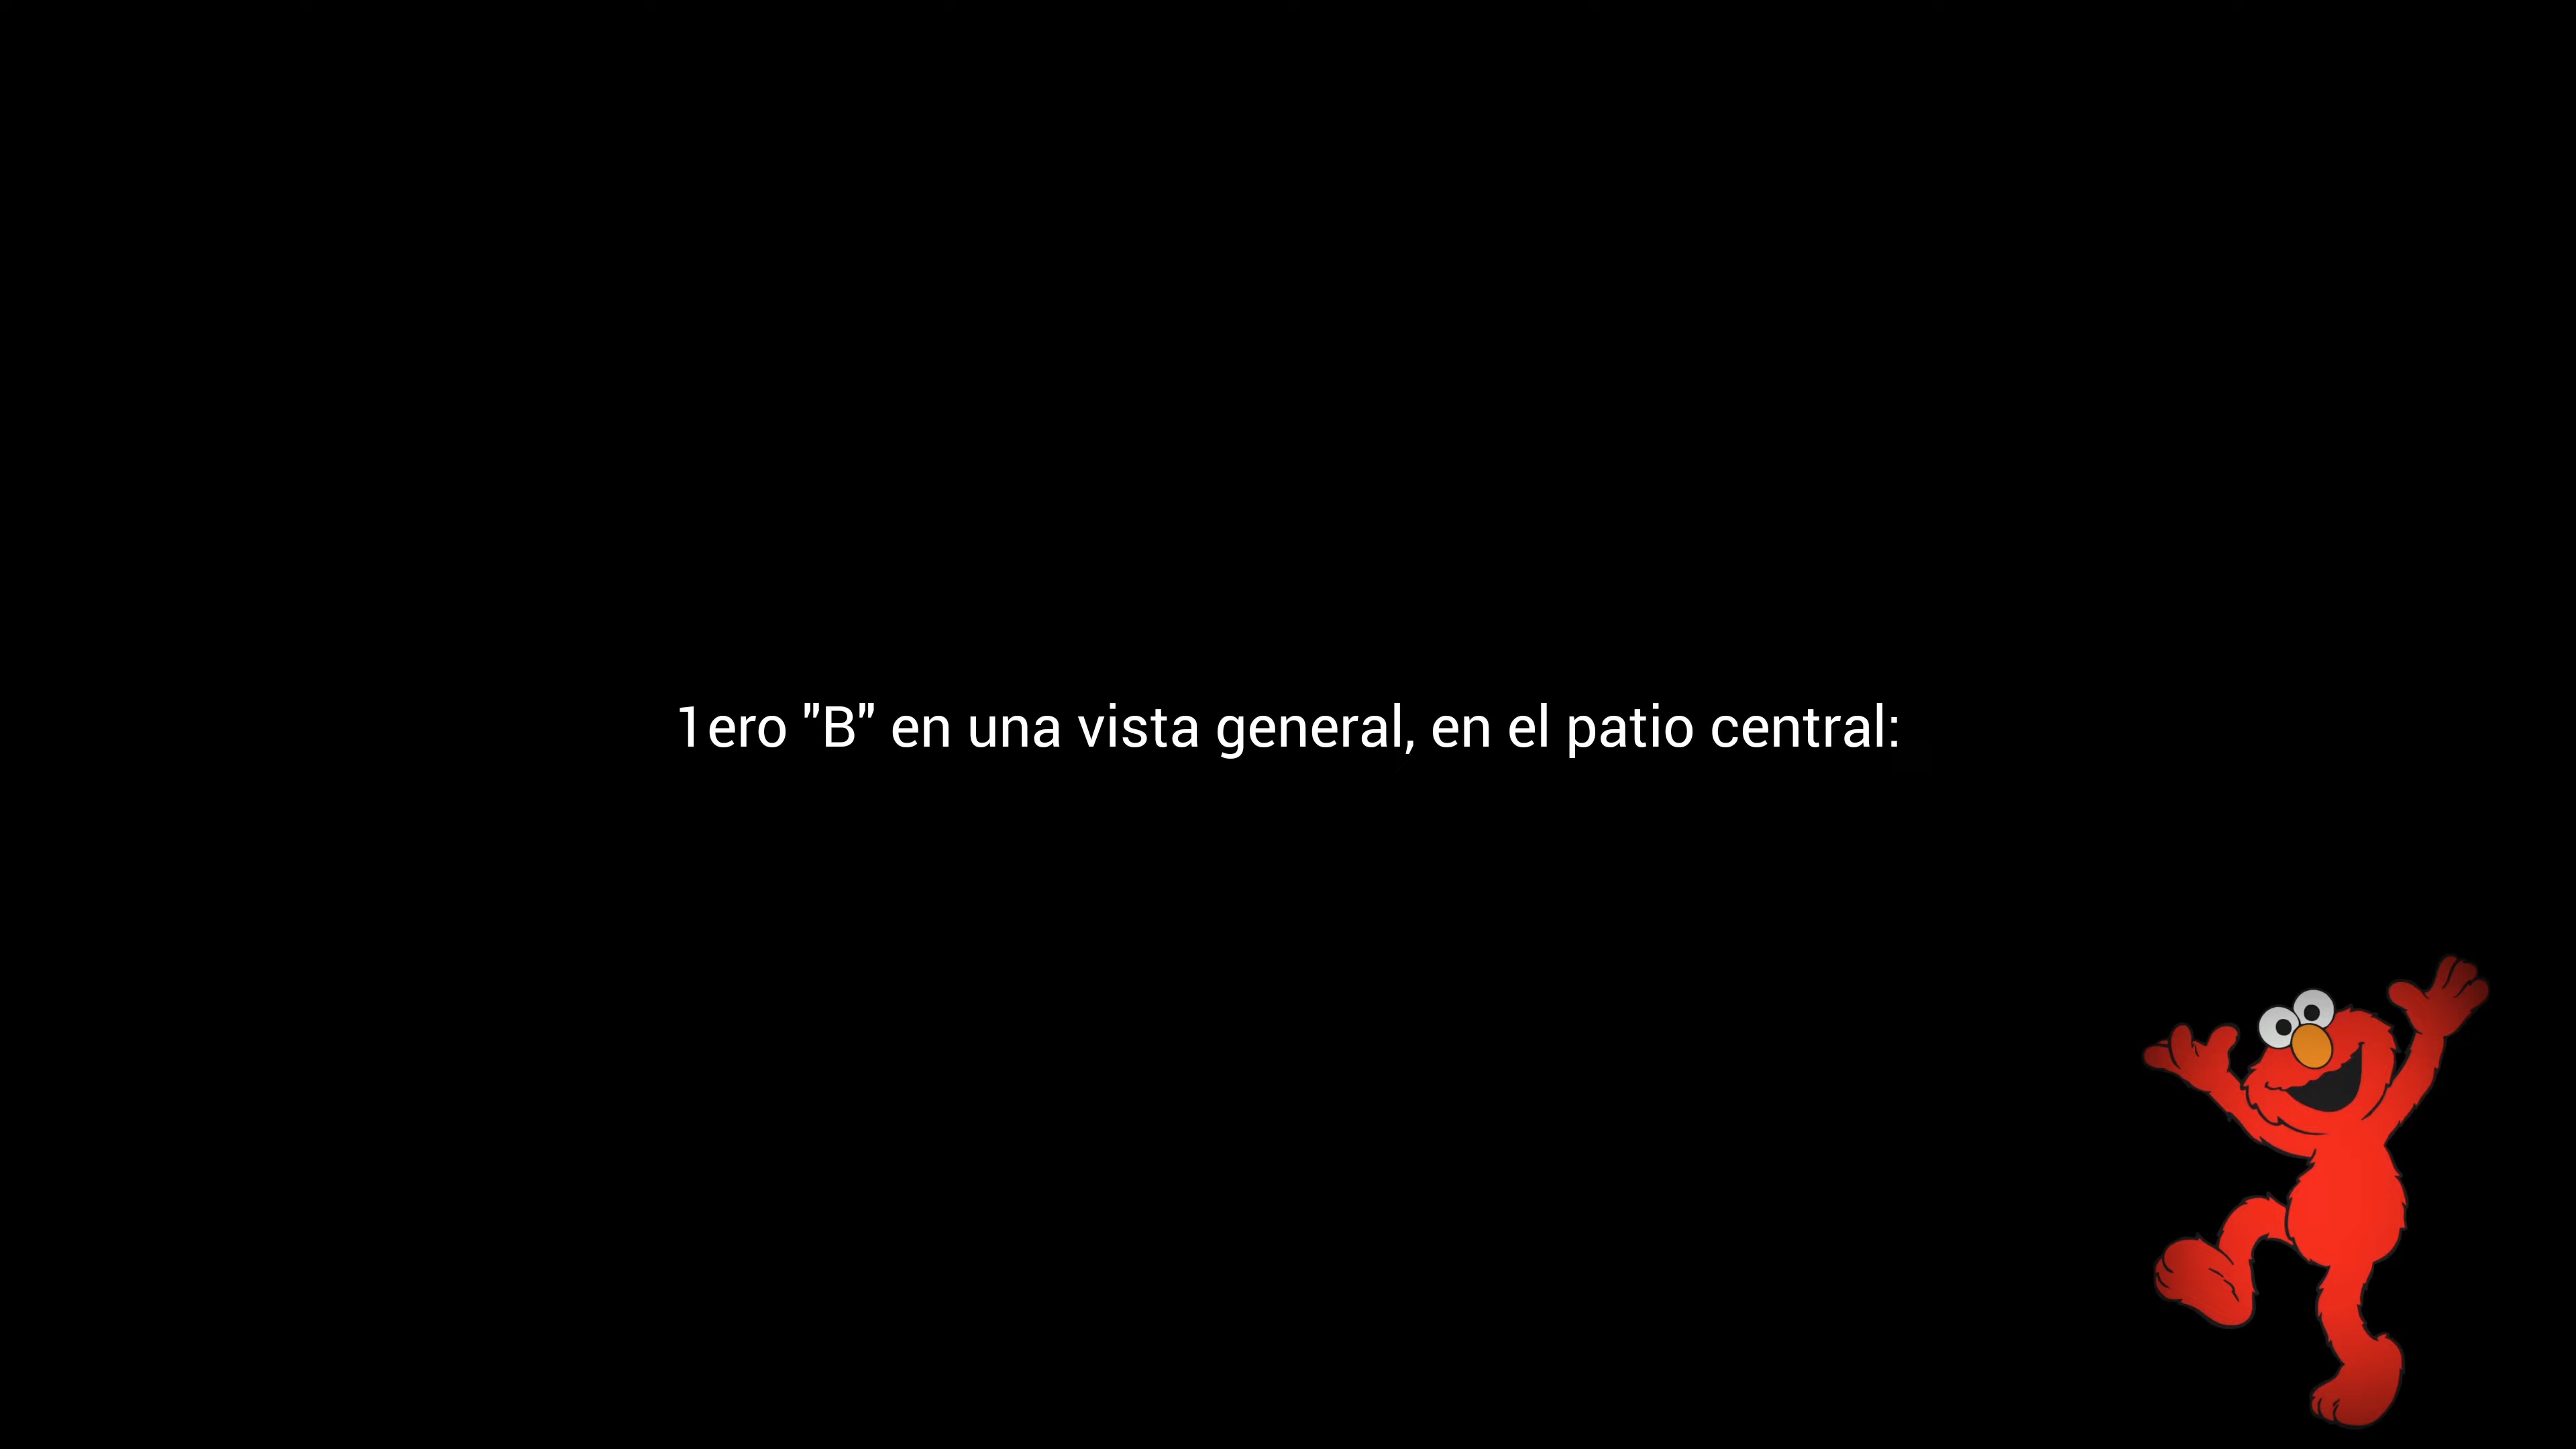 1ero "B" en una vista general, en el patio central: